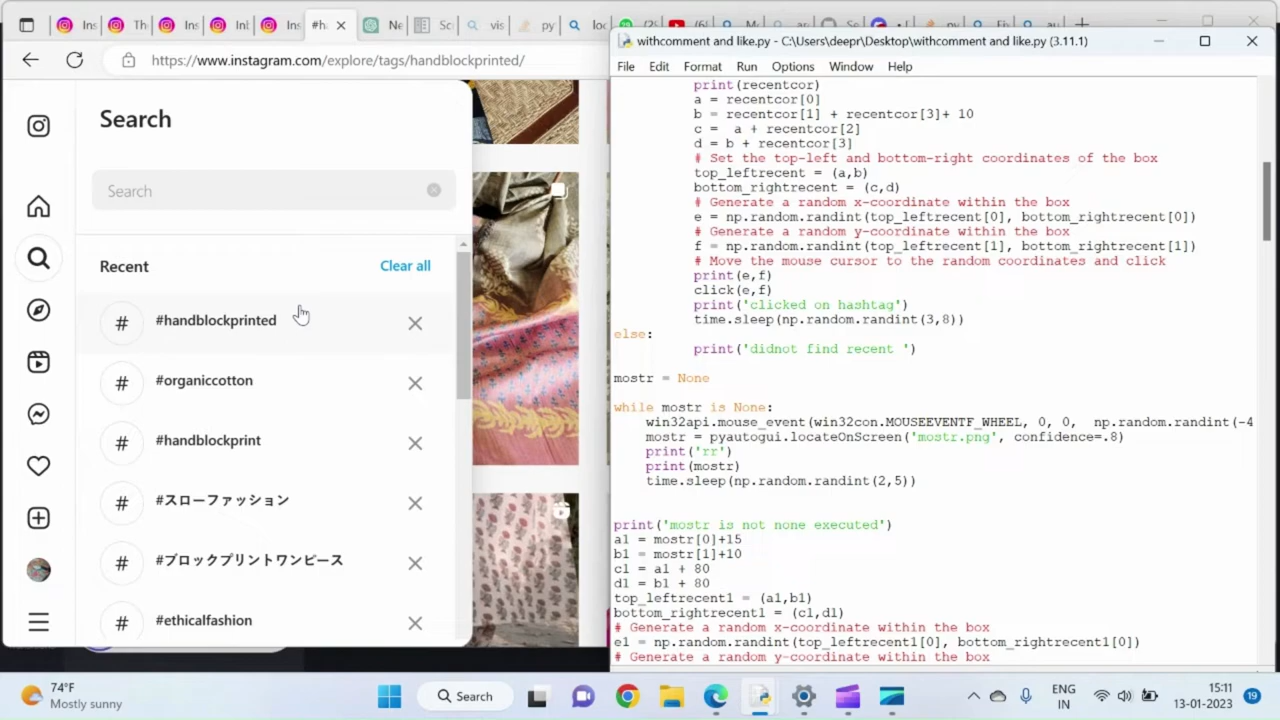 Ins
Th
Ins
Inl
Ins
#ha
Ne
Sc
vis
py
loc
withcomment and like.py - C:\Users\deepr\Desktop\withcomment and like.py (3.11.1)
https://www.instagram.com/explore/tags/handblockprinted/
File Edit Format Run Options Window Help
Search
Search
Recent
Clear all
# #handblockprinted
# #organiccotton
# #handblockprint
# #スローファッション
# #ブロックプリントワンピース
# #ethicalfashion
print(recentcor)
a = recentcor[0]
b = recentcor[1] + recentcor[3]+ 10
c =  a + recentcor[2]
d = b + recentcor[3]
# Set the top-left and bottom-right coordinates of the box
top_leftrecent = (a,b)
bottom_rightrecent = (c,d)
# Generate a random x-coordinate within the box
e = np.random.randint(top_leftrecent[0], bottom_rightrecent[0])
# Generate a random y-coordinate within the box
f = np.random.randint(top_leftrecent[1], bottom_rightrecent[1])
# Move the mouse cursor to the random coordinates and click
print(e,f)
click(e,f)
print('clicked on hashtag')
time.sleep(np.random.randint(3,8))
else:
print('didnot find recent ')
mostr = None
while mostr is None:
win32api.mouse_event(win32con.MOUSEEVENTF_WHEEL, 0, 0,  np.random.randint(-4
mostr = pyautogui.locateOnScreen('mostr.png', confidence=.8)
print('rr')
print(mostr)
time.sleep(np.random.randint(2,5))
print('mostr is not none executed')
a1 = mostr[0]+15
b1 = mostr[1]+10
c1 = a1 + 80
d1 = b1 + 80
top_leftrecent1 = (a1,b1)
bottom_rightrecent1 = (c1,d1)
# Generate a random x-coordinate within the box
e1 = np.random.randint(top_leftrecent1[0], bottom_rightrecent1[0])
# Generate a random y-coordinate within the box
74°F
Mostly sunny
Search
ENG
IN
15:11
13-01-2023
19